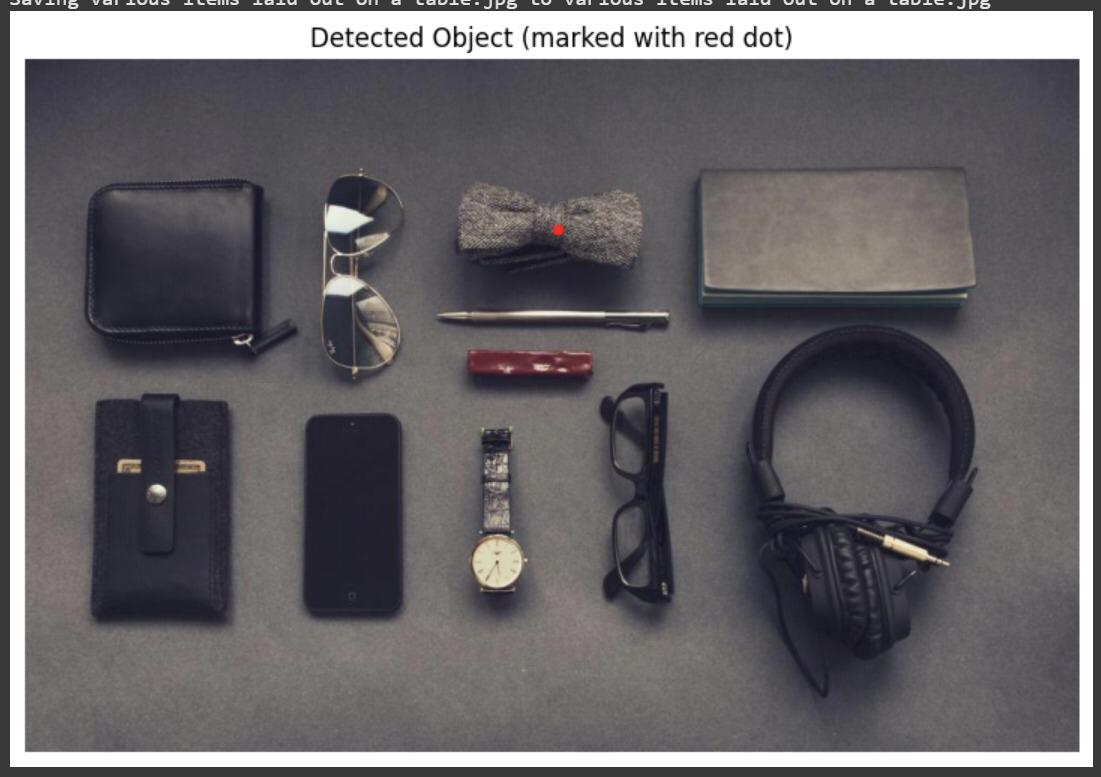 Saving various items laid out on a table.jpg to various items laid out on a table.jpg
Detected Object (marked with red dot)